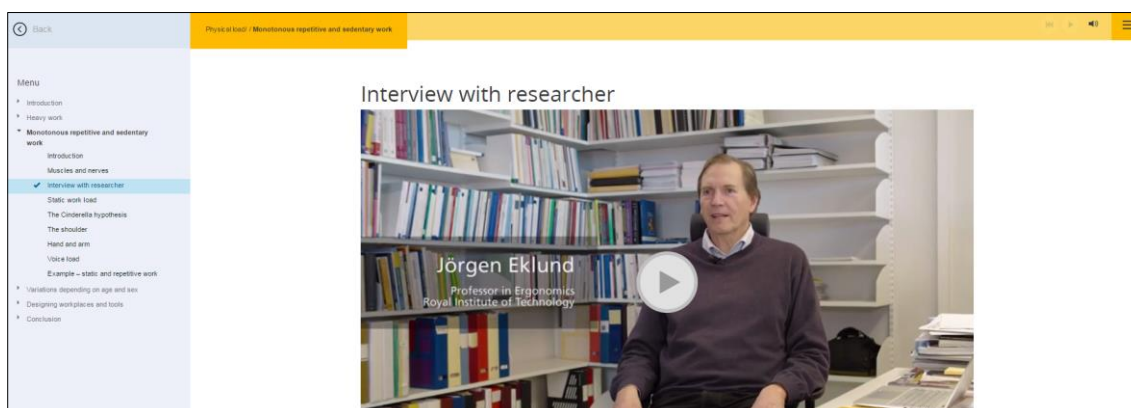 Back
Physical load/ / Monotonous repetitive and sedentary work
Menu
Introduction
Heavy work
Monotonous repetitive and sedentary
work
Introduction
Muscles and nerves
Interview with researcher
Static work load
The Cinderella hypothesis
The shoulder
Hand and arm
Voice load
Example – static and repetitive work
Variations depending on age and sex
Designing workplaces and tools
Conclusion
Interview with researcher
Jörgen Eklund
Professor in Ergonomics
Royal Institute of Technology